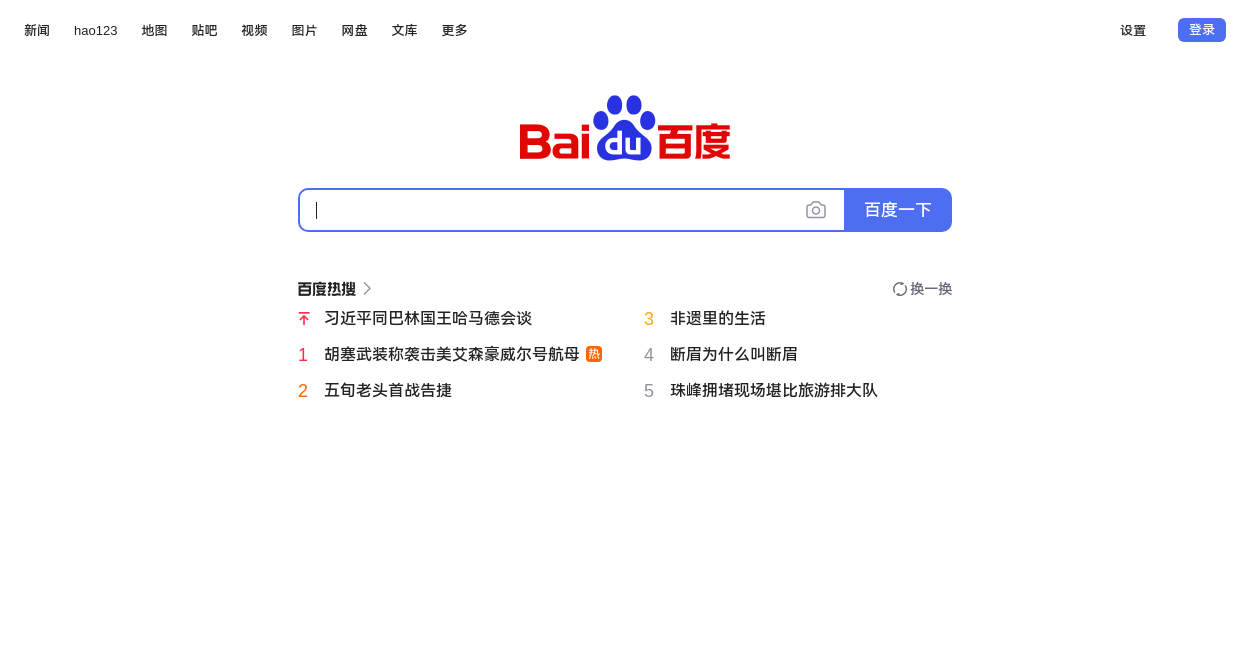 新闻 hao123 地图 贴吧 视频 图片 网盘 文库 更多 设置 登录
Bai du 百度
百度一下
百度热搜 换一换
习近平同巴林国王哈马德会谈
1 胡塞武装称袭击美艾森豪威尔号航母 热
2 五旬老头首战告捷
3 非遗里的生活
4 断眉为什么叫断眉
5 珠峰拥堵现场堪比旅游排大队